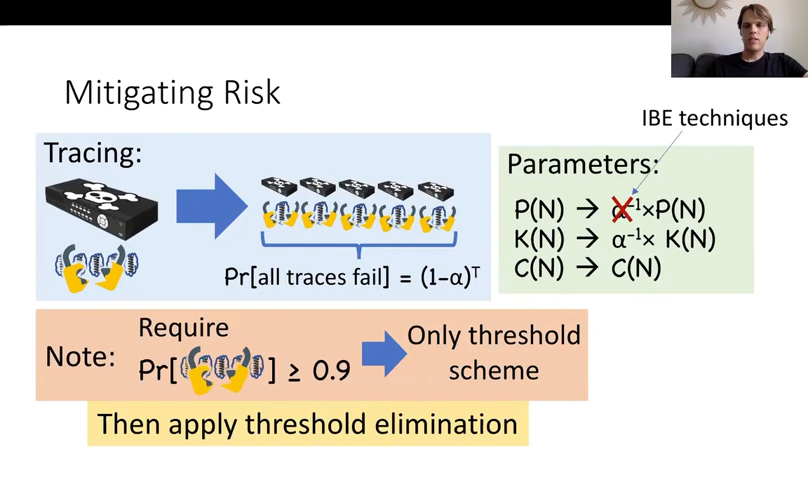 Mitigating Risk
IBE techniques
Tracing:
Pr[all traces fail] = (1-α)ᵀ
Parameters:
P(N) → α⁻¹×P(N)
K(N) → α⁻¹× K(N)
C(N) → C(N)
Note:
Require
Pr[ ] ≥ 0.9
Only threshold
scheme
Then apply threshold elimination